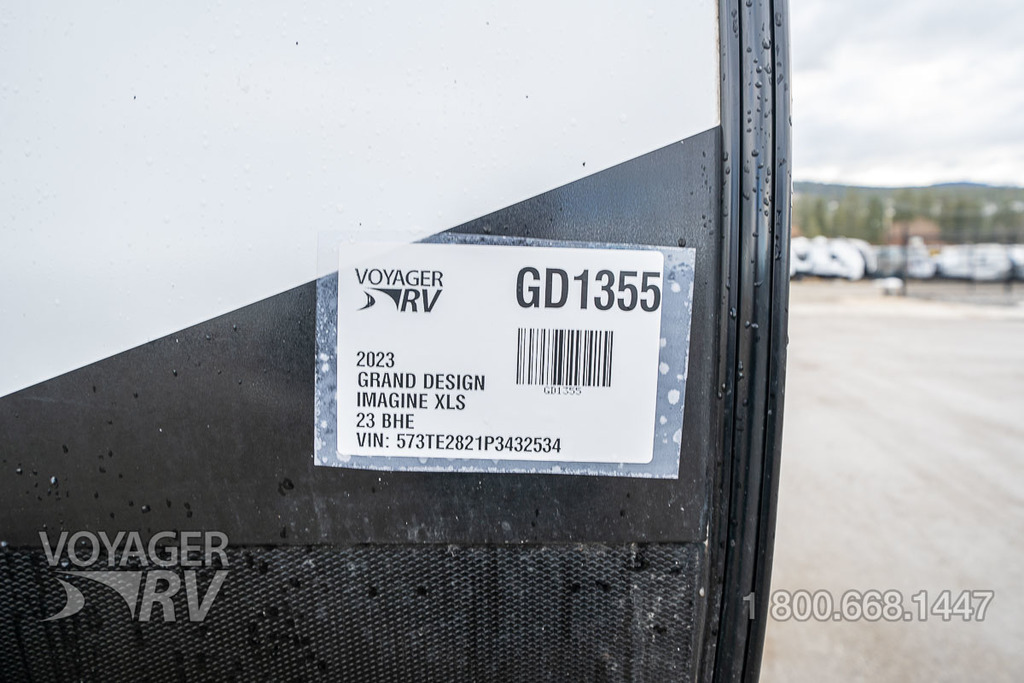 VOYAGER
RV
GD1355
GD1355
2023
GRAND DESIGN
IMAGINE XLS
23 BHE
VIN: 573TE2821P3432534
VOYAGER
RV
1 800.668.1447